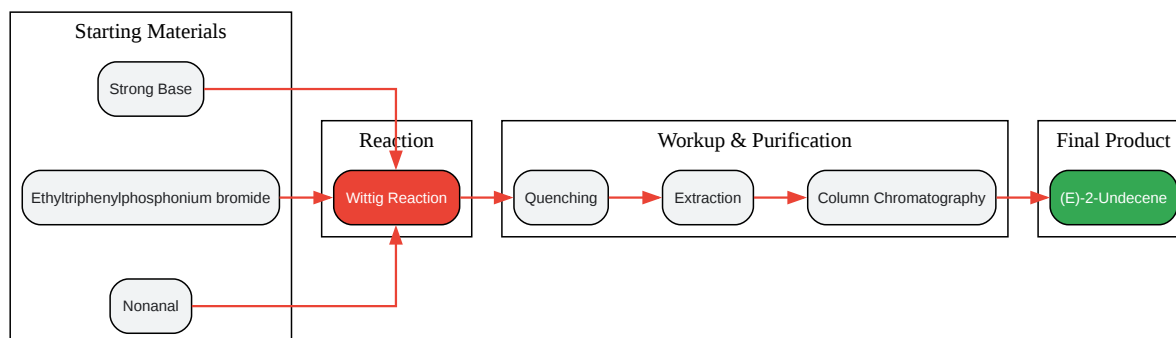 Starting Materials
Strong Base
Ethyltriphenylphosphonium bromide
Nonanal
Reaction
Wittig Reaction
Workup & Purification
Quenching
Extraction
Column Chromatography
Final Product
(E)-2-Undecene